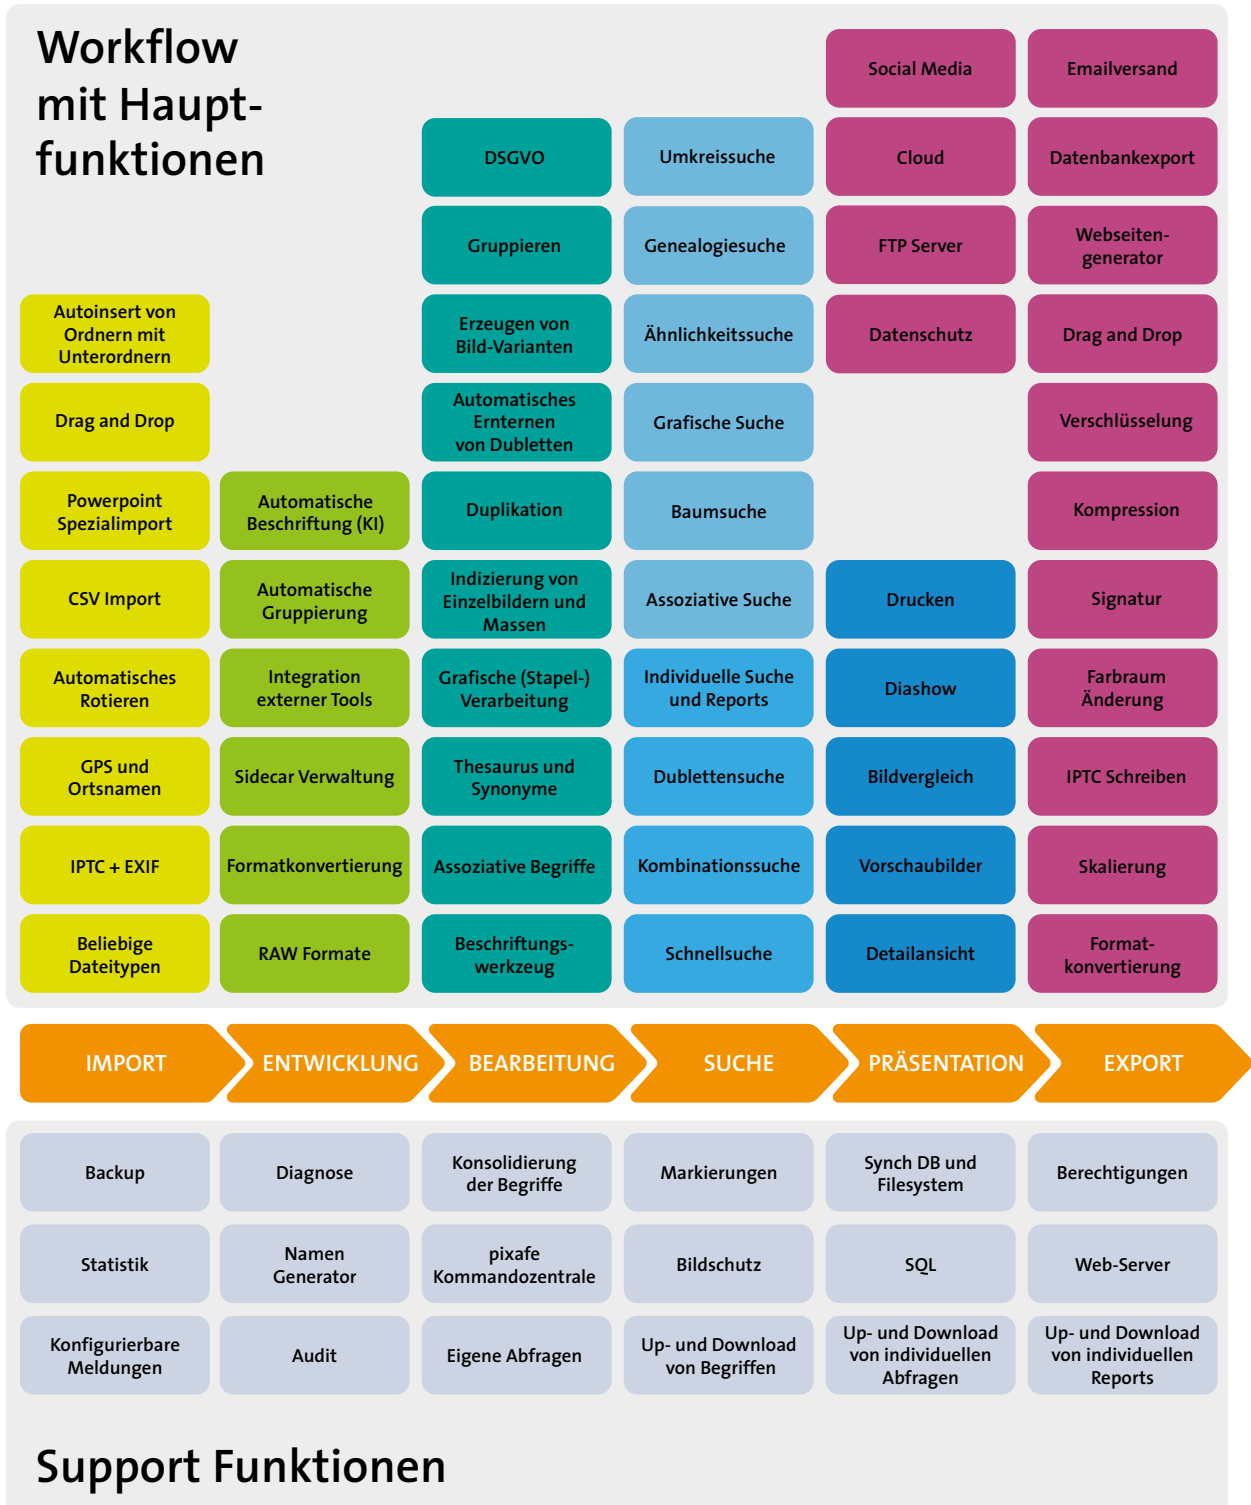 Workflow
mit Haupt-
funktionen
Social Media
Emailversand
DSGVO
Umkreissuche
Cloud
Datenbankexport
Gruppieren
Genealogiesuche
FTP Server
Webseiten-
generator
Autoinsert von
Ordnern mit
Unterordnern
Erzeugen von
Bild-Varianten
Ähnlichkeitssuche
Datenschutz
Drag and Drop
Drag and Drop
Automatisches
Ernternen
von Dubletten
Grafische Suche
Verschlüsselung
Powerpoint
Spezialimport
Automatische
Beschriftung (KI)
Duplikation
Baumsuche
Kompression
CSV Import
Automatische
Gruppierung
Indizierung von
Einzelbildern und
Massen
Assoziative Suche
Drucken
Signatur
Automatisches
Rotieren
Integration
externer Tools
Grafische (Stapel-)
Verarbeitung
Individuelle Suche
und Reports
Diashow
Farbraum
Änderung
GPS und
Ortsnamen
Sidecar Verwaltung
Thesaurus und
Synonyme
Dublettensuche
Bildvergleich
IPTC Schreiben
IPTC + EXIF
Formatkonvertierung
Assoziative Begriffe
Kombinationssuche
Vorschaubilder
Skalierung
Beliebige
Dateitypen
RAW Formate
Beschriftungs-
werkzeug
Schnellsuche
Detailansicht
Format-
konvertierung
IMPORT
ENTWICKLUNG
BEARBEITUNG
SUCHE
PRÄSENTATION
EXPORT
Backup
Diagnose
Konsolidierung
der Begriffe
Markierungen
Synch DB und
Filesystem
Berechtigungen
Statistik
Namen
Generator
pixafe
Kommandozentrale
Bildschutz
SQL
Web-Server
Konfigurierbare
Meldungen
Audit
Eigene Abfragen
Up- und Download
von Begriffen
Up- und Download
von individuellen
Abfragen
Up- und Download
von individuellen
Reports
Support Funktionen